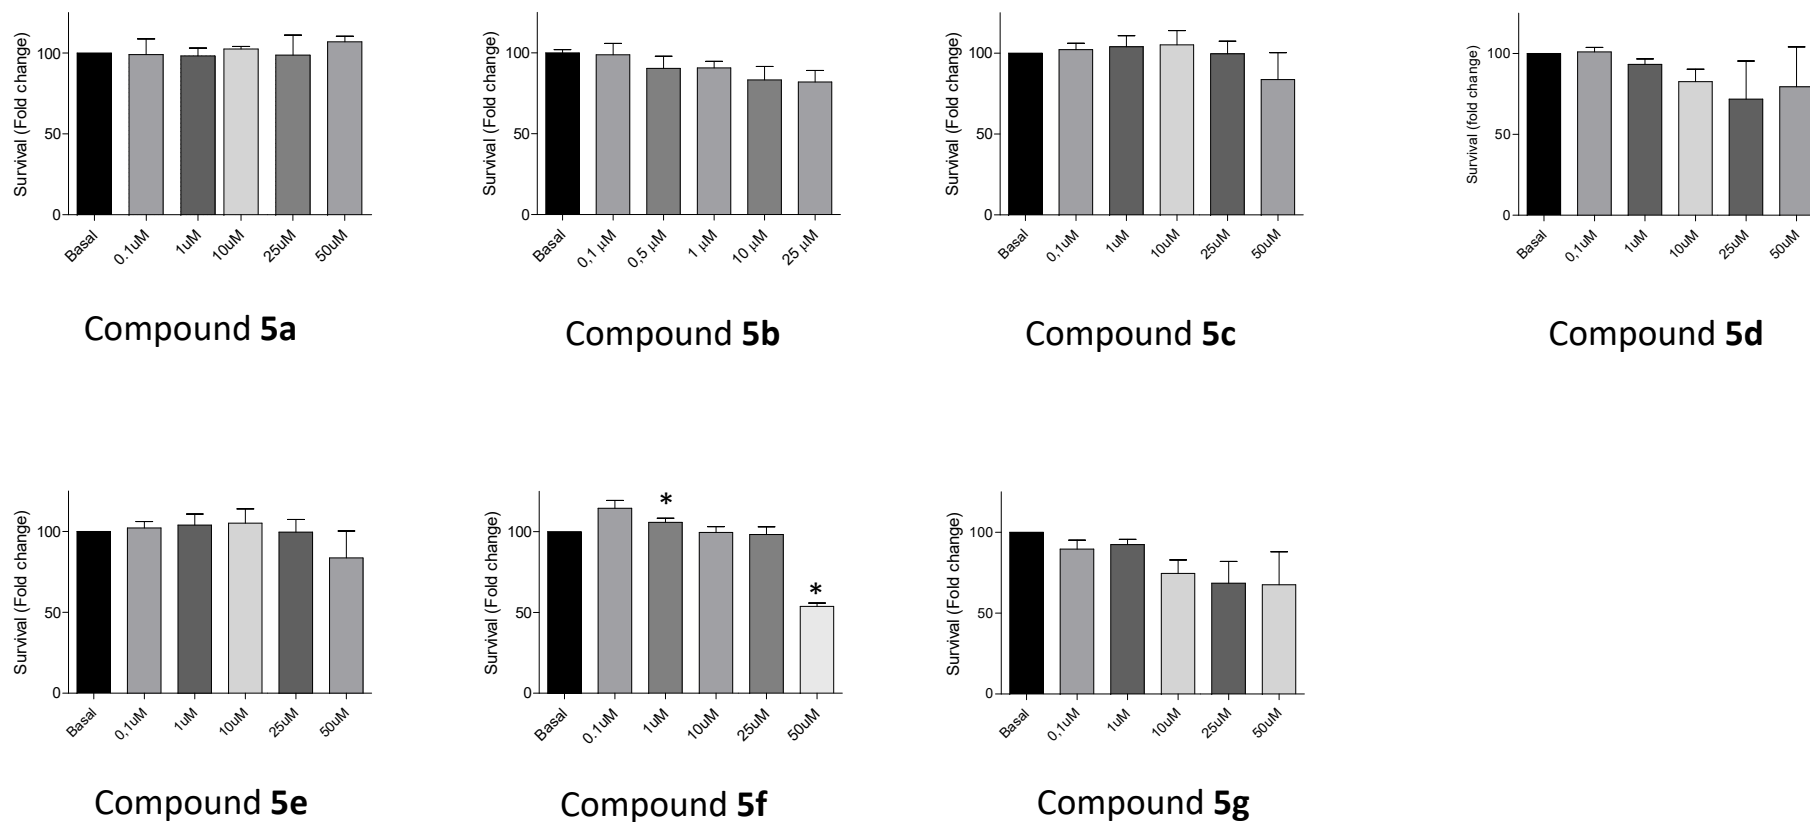 Survival (Fold change)
100
50
0
Basal
0.1uM
1uM
10uM
25uM
50uM
Compound 5a
Survival (Fold change)
100
50
0
Basal
0,1 µM
0,5 µM
1 µM
10 µM
25 µM
Compound 5b
Survival (Fold change)
100
50
0
Basal
0,1uM
1uM
10uM
25uM
50uM
Compound 5c
Survival (fold change)
100
50
0
Basal
0,1uM
1uM
10uM
25uM
50uM
Compound 5d
Survival (Fold change)
100
50
0
Basal
0,1uM
1uM
10uM
25uM
50uM
Compound 5e
Survival (Fold change)
100
50
0
*
*
Basal
0.1uM
1uM
10uM
25uM
50uM
Compound 5f
Survival (Fold change)
100
50
0
Basal
0,1uM
1uM
10uM
25uM
50uM
Compound 5g